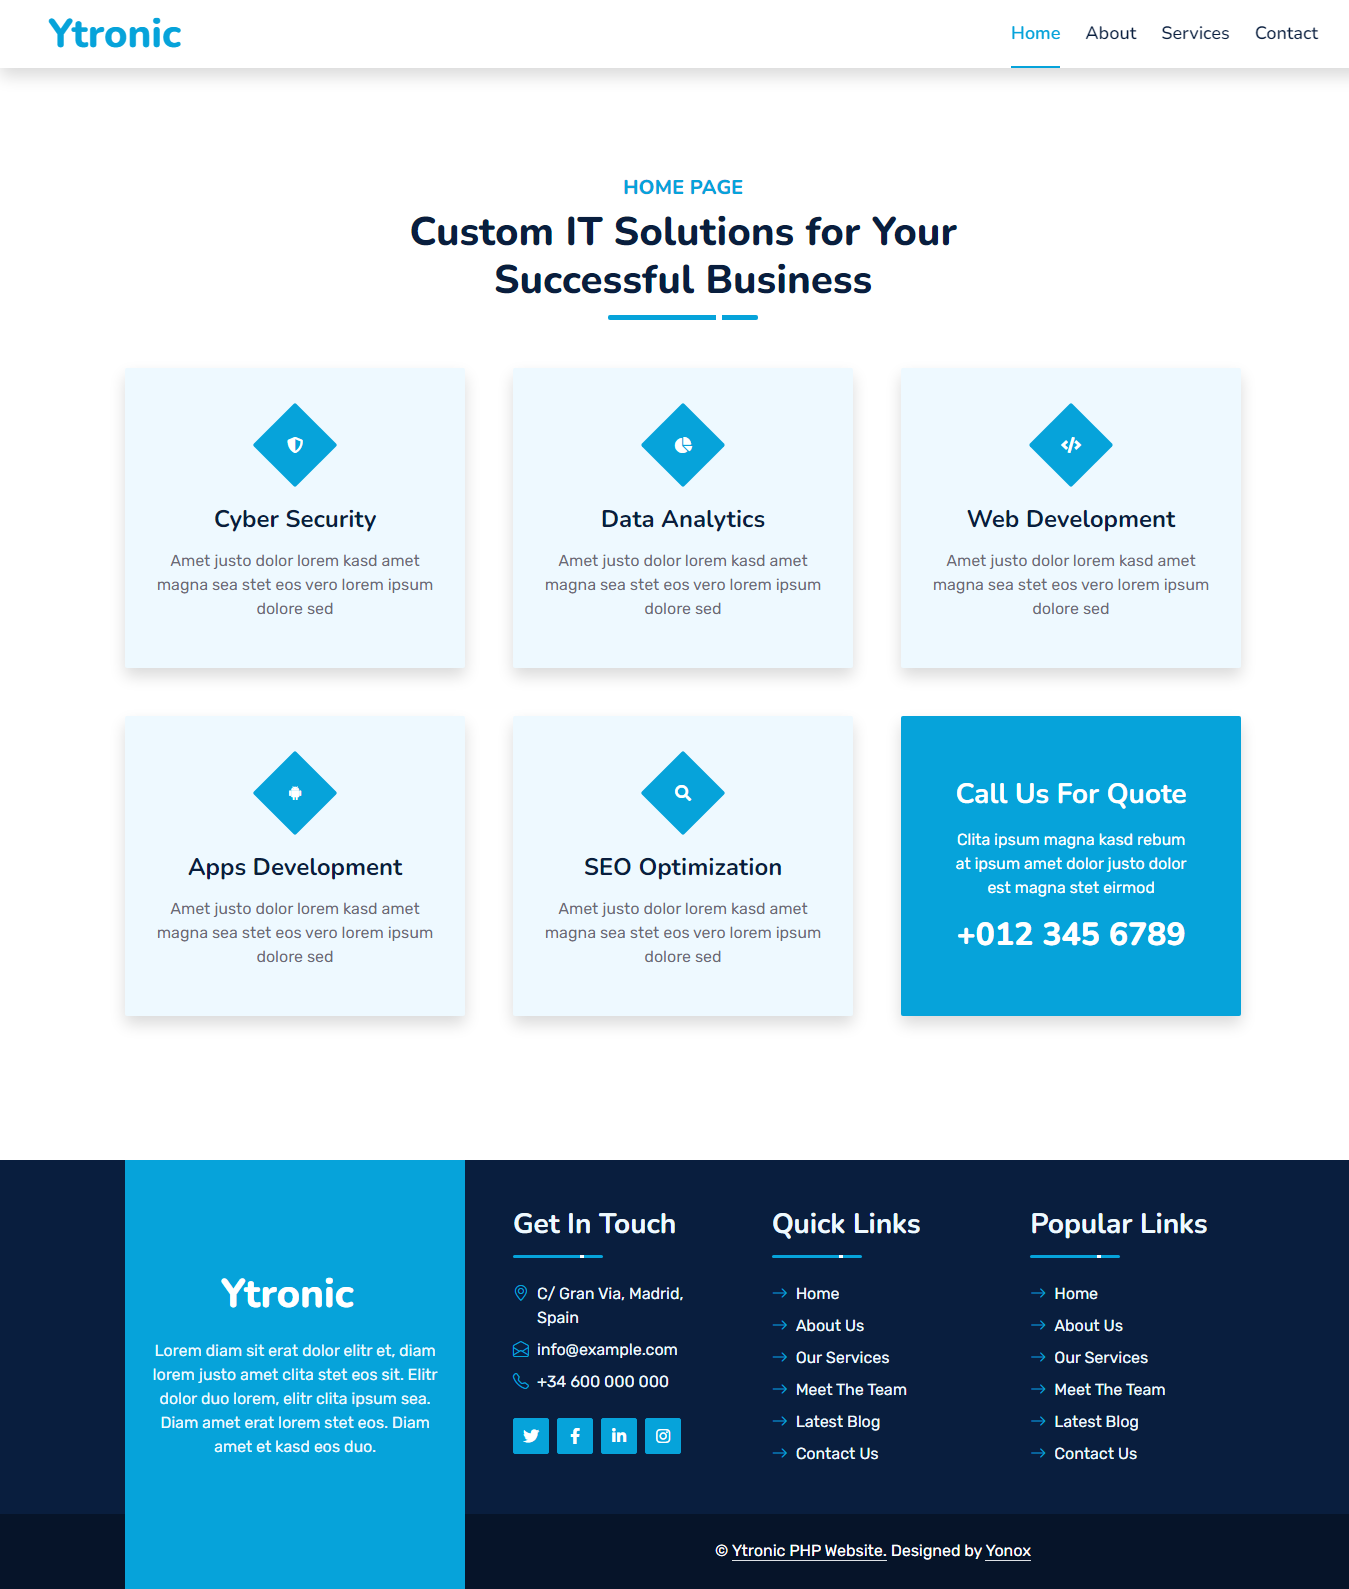 Ytronic
Home About Services Contact
HOME PAGE
Custom IT Solutions for Your
Successful Business
Cyber Security
Amet justo dolor lorem kasd amet
magna sea stet eos vero lorem ipsum
dolore sed
Data Analytics
Amet justo dolor lorem kasd amet
magna sea stet eos vero lorem ipsum
dolore sed
Web Development
Amet justo dolor lorem kasd amet
magna sea stet eos vero lorem ipsum
dolore sed
Apps Development
Amet justo dolor lorem kasd amet
magna sea stet eos vero lorem ipsum
dolore sed
SEO Optimization
Amet justo dolor lorem kasd amet
magna sea stet eos vero lorem ipsum
dolore sed
Call Us For Quote
Clita ipsum magna kasd rebum
at ipsum amet dolor justo dolor
est magna stet eirmod
+012 345 6789
Ytronic
Lorem diam sit erat dolor elitr et, diam
lorem justo amet clita stet eos sit. Elitr
dolor duo lorem, elitr clita ipsum sea.
Diam amet erat lorem stet eos. Diam
amet et kasd eos duo.
Get In Touch
C/ Gran Via, Madrid,
Spain
info@example.com
+34 600 000 000
Quick Links
Home
About Us
Our Services
Meet The Team
Latest Blog
Contact Us
Popular Links
Home
About Us
Our Services
Meet The Team
Latest Blog
Contact Us
© Ytronic PHP Website. Designed by Yonox